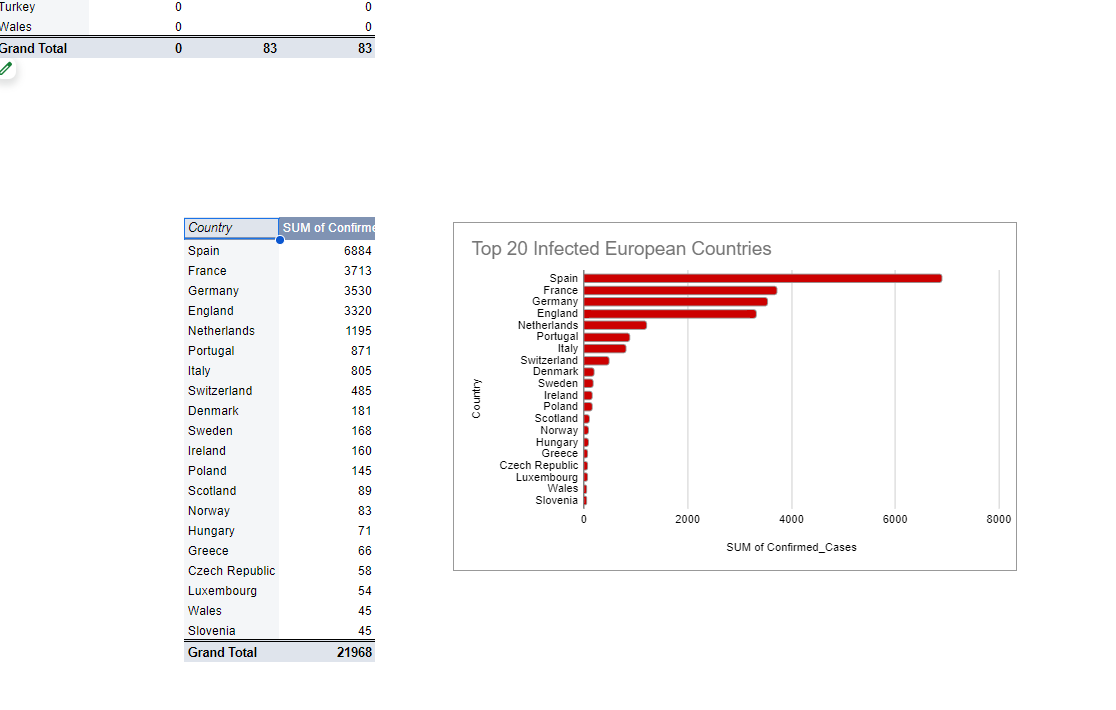 Turkey 0 0
Wales 0 0
Grand Total 0 83 83
Country SUM of Confirme
Spain 6884
France 3713
Germany 3530
England 3320
Netherlands 1195
Portugal 871
Italy 805
Switzerland 485
Denmark 181
Sweden 168
Ireland 160
Poland 145
Scotland 89
Norway 83
Hungary 71
Greece 66
Czech Republic 58
Luxembourg 54
Wales 45
Slovenia 45
Grand Total 21968
Top 20 Infected European Countries
Country
Spain
France
Germany
England
Netherlands
Portugal
Italy
Switzerland
Denmark
Sweden
Ireland
Poland
Scotland
Norway
Hungary
Greece
Czech Republic
Luxembourg
Wales
Slovenia
0 2000 4000 6000 8000
SUM of Confirmed_Cases